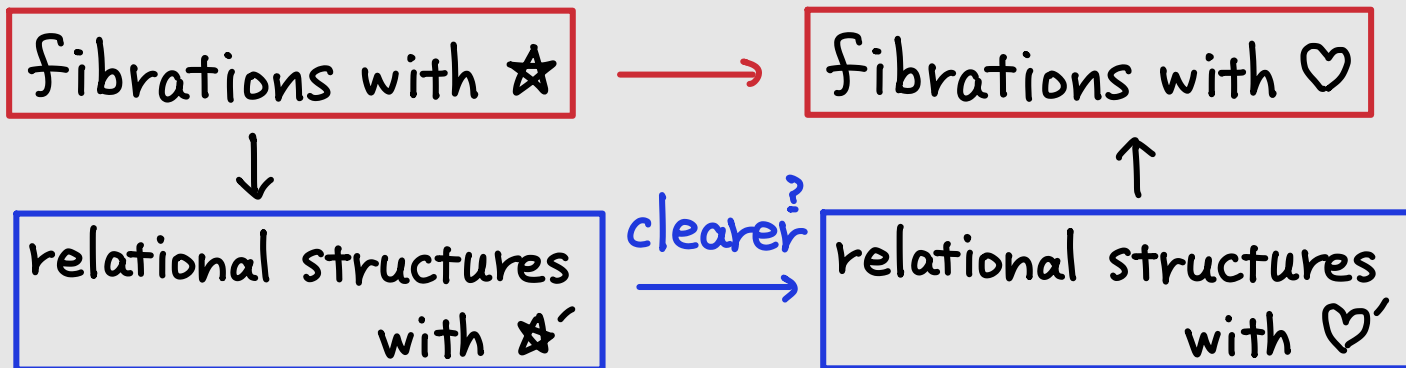 fibrations with ☆
fibrations with ♡
clearer?
relational structures
with ☆′
relational structures
with ♡′